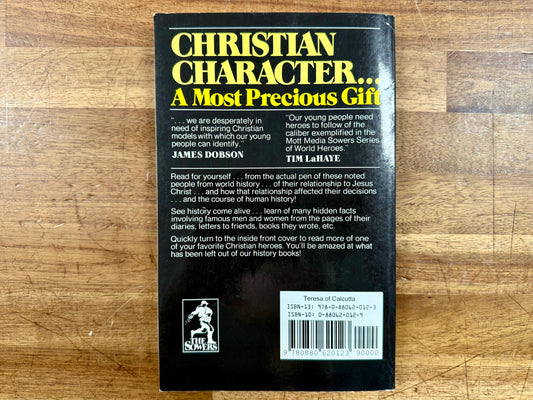 CHRISTIAN
CHARACTER...
A Most Precious Gift
". . . we are desperately in
need of inspiring Christian
models with which our young
people can identify."
JAMES DOBSON
"Our young people need
heroes to follow of the
caliber exemplified in the
Mott Media Sowers Series
of World Heroes."
TIM LaHAYE
Read for yourself . . . from the actual pen of these noted
people from world history . . . of their relationship to Jesus
Christ . . . and how that relationship affected their decisions
. . . and the course of human history!
See history come alive . . . learn of many hidden facts
involving famous men and women from the pages of their
diaries, letters to friends, books they wrote, etc.
Quickly turn to the inside front cover to read more of one
of your favorite Christian heroes. You'll be amazed at what
has been left out of our history books!
THE
SOWERS
Teresa of Calcutta
ISBN-13: 978-0-88062-012-3
ISBN-10: 0-88062-012-4
9 780880 620123 90000